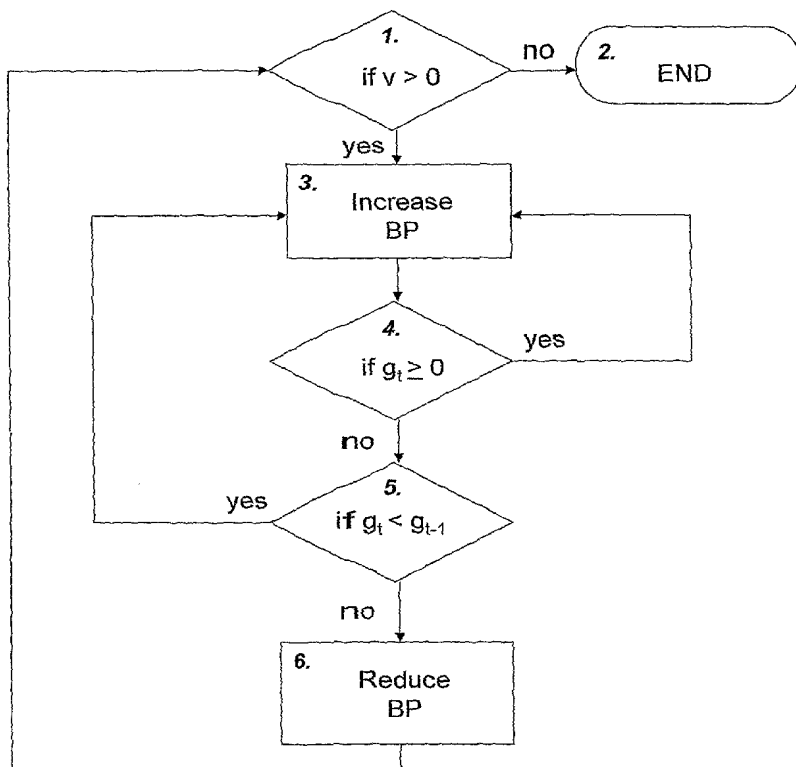 1.
if v > 0
no
2.
END
yes
3.
Increase
BP
4.
if gₜ ≥ 0
yes
no
5.
if gₜ < gₜ₋₁
yes
no
6.
Reduce
BP